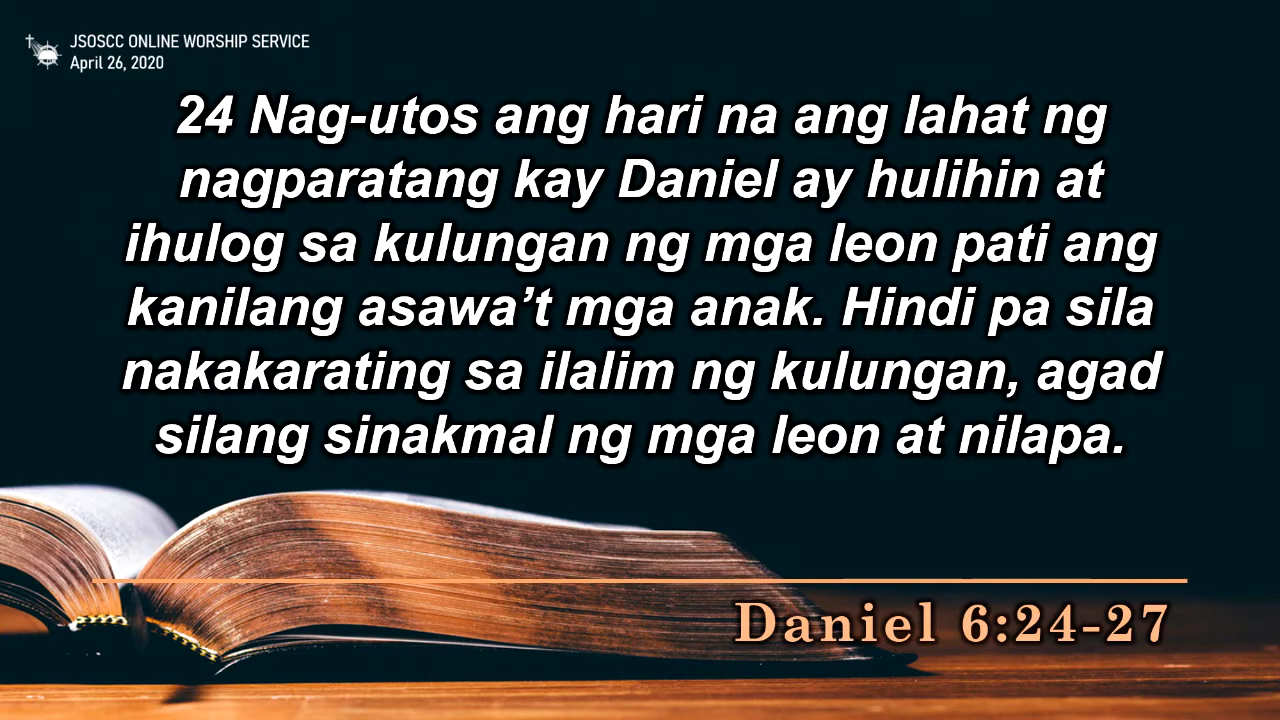 JSOSCC ONLINE WORSHIP SERVICE
April 26, 2020
24 Nag-utos ang hari na ang lahat ng
nagparatang kay Daniel ay hulihin at
ihulog sa kulungan ng mga leon pati ang
kanilang asawa’t mga anak. Hindi pa sila
nakakarating sa ilalim ng kulungan, agad
silang sinakmal ng mga leon at nilapa.
Daniel 6:24-27